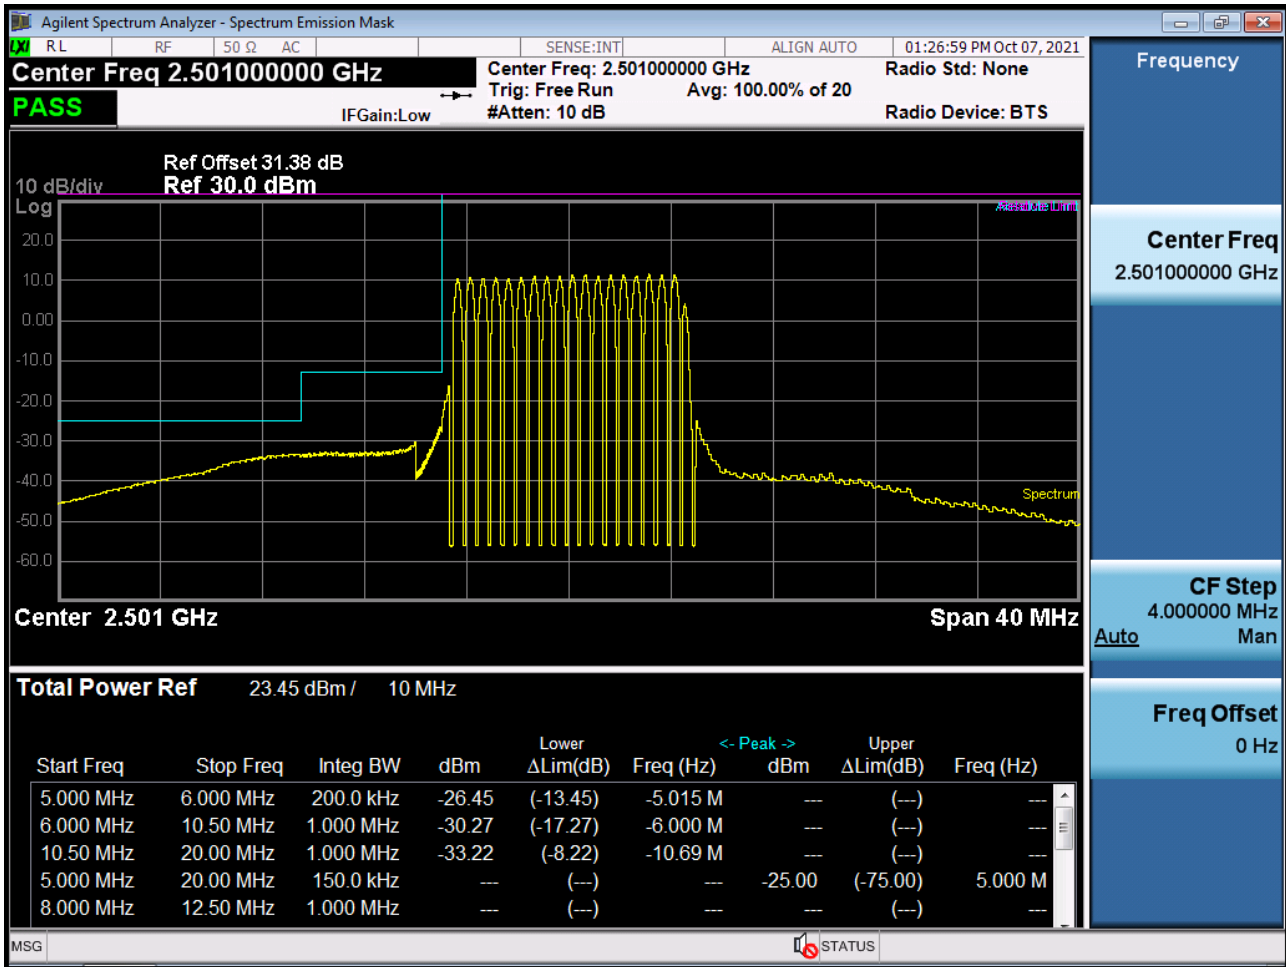 Agilent Spectrum Analyzer - Spectrum Emission Mask
LXI RL RF 50 Ω AC SENSE:INT ALIGN AUTO 01:26:59 PM Oct 07, 2021
Center Freq 2.501000000 GHz Center Freq: 2.501000000 GHz Radio Std: None
Trig: Free Run Avg: 100.00% of 20
PASS IFGain:Low #Atten: 10 dB Radio Device: BTS
Ref Offset 31.38 dB
10 dB/div Ref 30.0 dBm
Log
Absolute Limit
20.0
10.0
0.00
-10.0
-20.0
-30.0
-40.0
Spectrum
-50.0
-60.0
Center 2.501 GHz Span 40 MHz
Total Power Ref 23.45 dBm / 10 MHz
Lower <- Peak -> Upper
Start Freq Stop Freq Integ BW dBm ΔLim(dB) Freq (Hz) dBm ΔLim(dB) Freq (Hz)
5.000 MHz 6.000 MHz 200.0 kHz -26.45 (-13.45) -5.015 M --- (---) ---
6.000 MHz 10.50 MHz 1.000 MHz -30.27 (-17.27) -6.000 M --- (---) ---
10.50 MHz 20.00 MHz 1.000 MHz -33.22 (-8.22) -10.69 M --- (---) ---
5.000 MHz 20.00 MHz 150.0 kHz --- (---) --- -25.00 (-75.00) 5.000 M
8.000 MHz 12.50 MHz 1.000 MHz --- (---) --- --- (---) ---
MSG STATUS
Frequency
Center Freq
2.501000000 GHz
CF Step
4.000000 MHz
Auto Man
Freq Offset
0 Hz